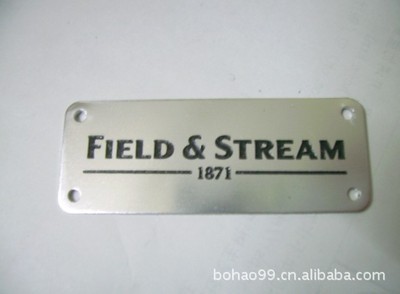 FIELD & STREAM
1871
bohao99.cn.alibaba.com